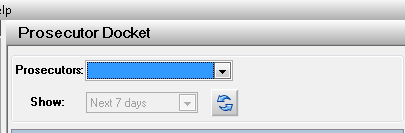 elp
Prosecutor Docket
Prosecutors:
Show: Next 7 days